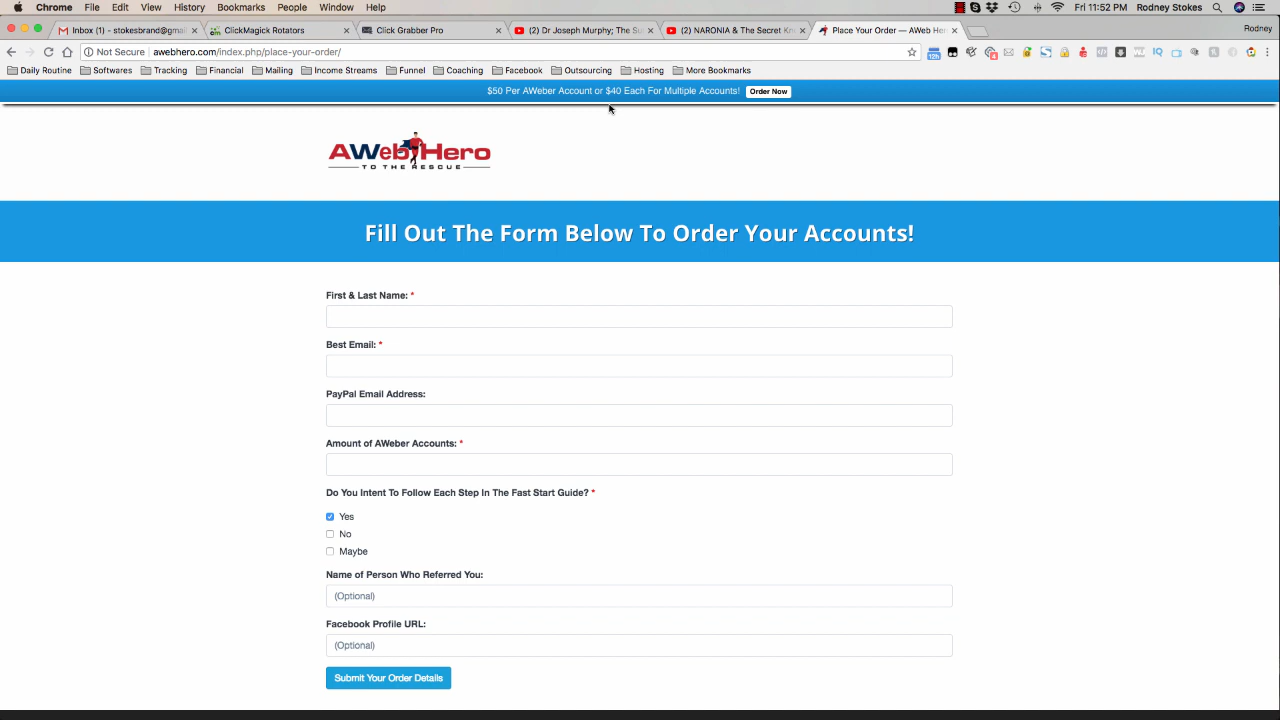 Chrome File Edit View History Bookmarks People Window Help Fri 11:52 PM Rodney Stokes
Inbox (1) - stokesbrand@gmail ClickMagick Rotators Click Grabber Pro (2) Dr Joseph Murphy; The Su (2) NARONIA & The Secret Kn Place Your Order — AWeb Her Rodney
Not Secure awebhero.com/index.php/place-your-order/
Daily Routine Softwares Tracking Financial Mailing Income Streams Funnel Coaching Facebook Outsourcing Hosting More Bookmarks
$50 Per AWeber Account or $40 Each For Multiple Accounts! Order Now
AWebHero
TO THE RESCUE
Fill Out The Form Below To Order Your Accounts!
First & Last Name: *
Best Email: *
PayPal Email Address:
Amount of AWeber Accounts: *
Do You Intent To Follow Each Step In The Fast Start Guide? *
Yes
No
Maybe
Name of Person Who Referred You:
(Optional)
Facebook Profile URL:
(Optional)
Submit Your Order Details